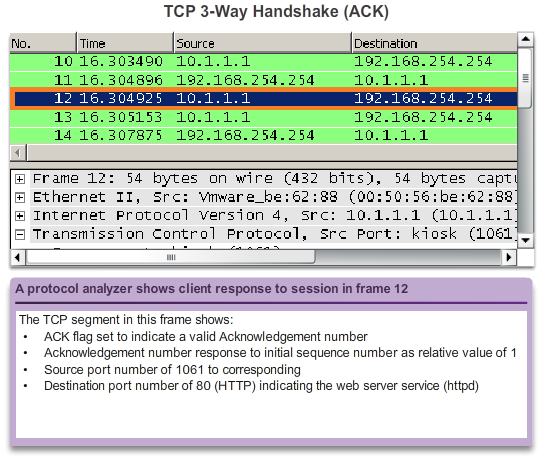 TCP 3-Way Handshake (ACK)
No. Time Source Destination
10 16.303490 10.1.1.1 192.168.254.254
11 16.304896 192.168.254.254 10.1.1.1
12 16.304925 10.1.1.1 192.168.254.254
13 16.305153 10.1.1.1 192.168.254.254
14 16.307875 192.168.254.254 10.1.1.1
Frame 12: 54 bytes on wire (432 bits), 54 bytes captu
Ethernet II, Src: Vmware_be:62:88 (00:50:56:be:62:88)
Internet Protocol Version 4, Src: 10.1.1.1 (10.1.1.1)
Transmission Control Protocol, Src Port: kiosk (1061)
A protocol analyzer shows client response to session in frame 12
The TCP segment in this frame shows:
• ACK flag set to indicate a valid Acknowledgement number
• Acknowledgement number response to initial sequence number as relative value of 1
• Source port number of 1061 to corresponding
• Destination port number of 80 (HTTP) indicating the web server service (httpd)